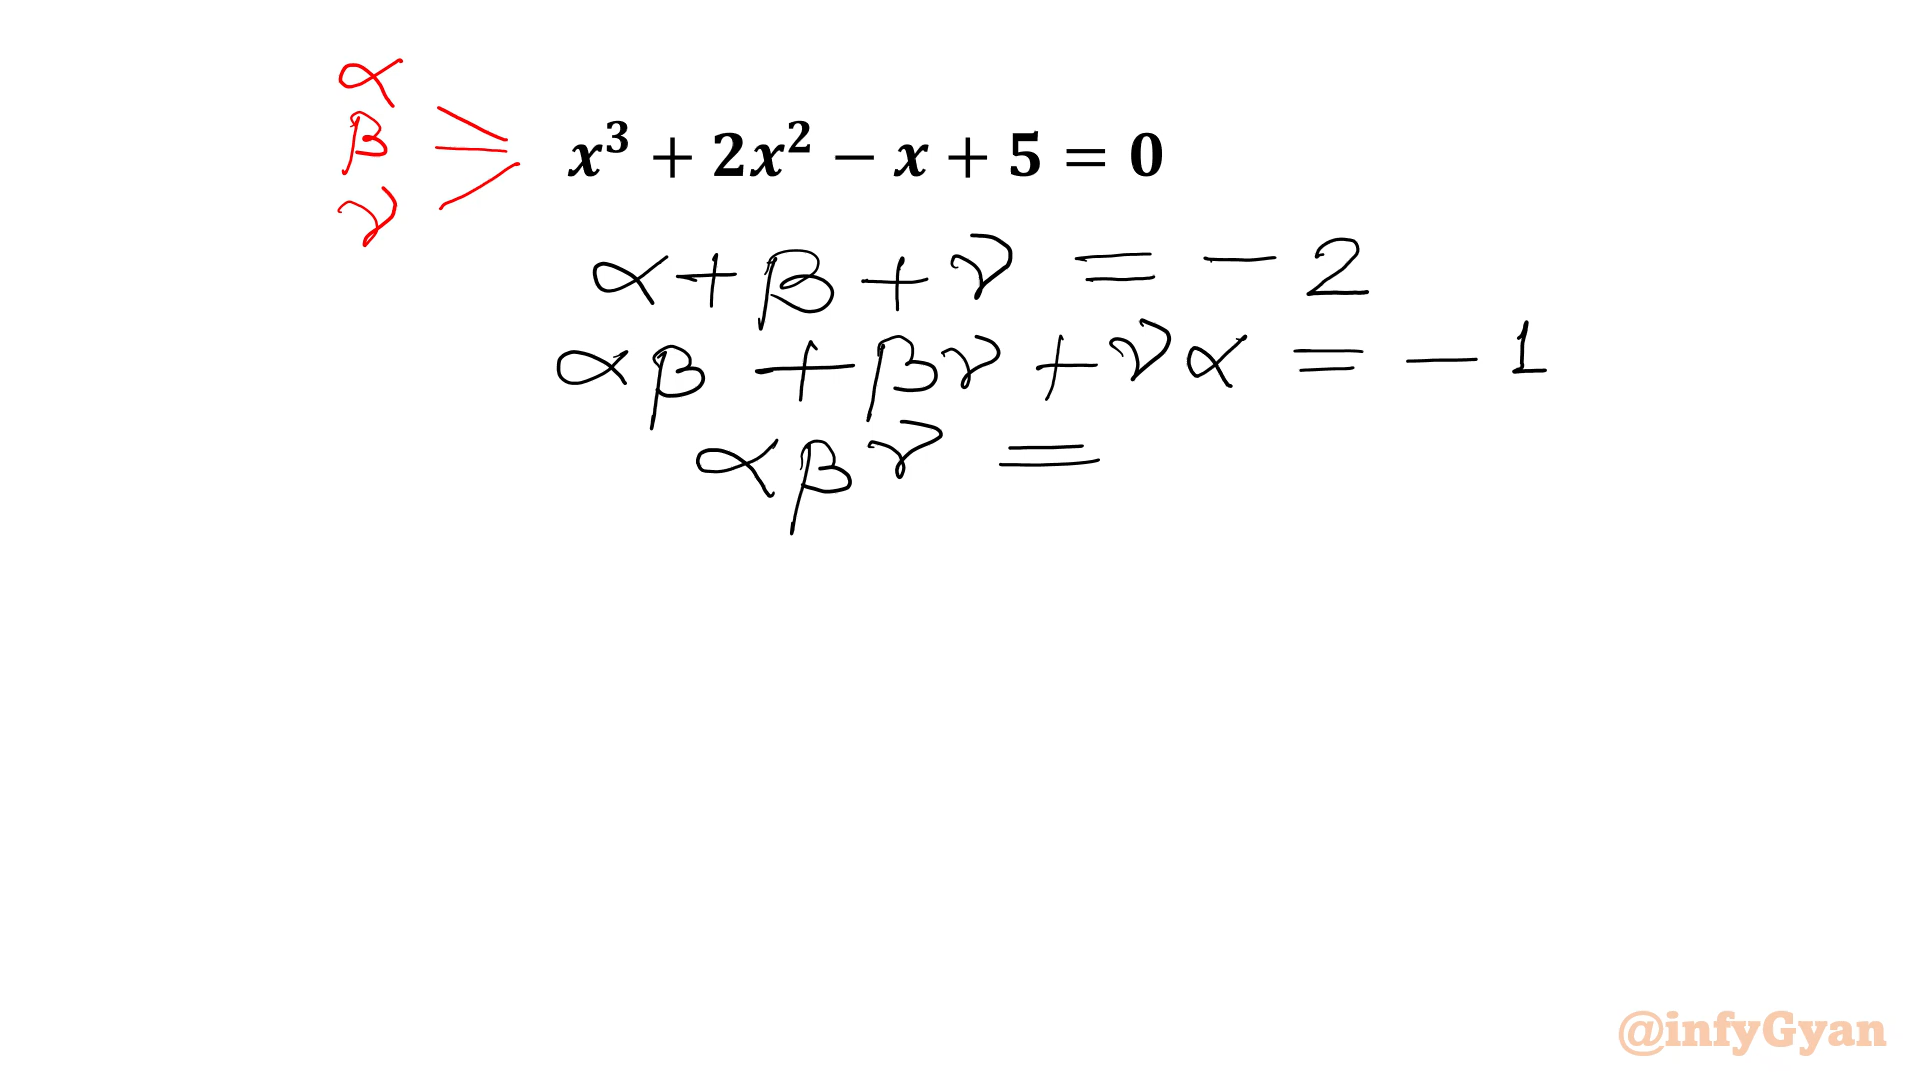 α
β
γ
x³ + 2x² − x + 5 = 0
α + β + γ = − 2
αβ + βγ + γα = − 1
αβγ =
@infyGyan